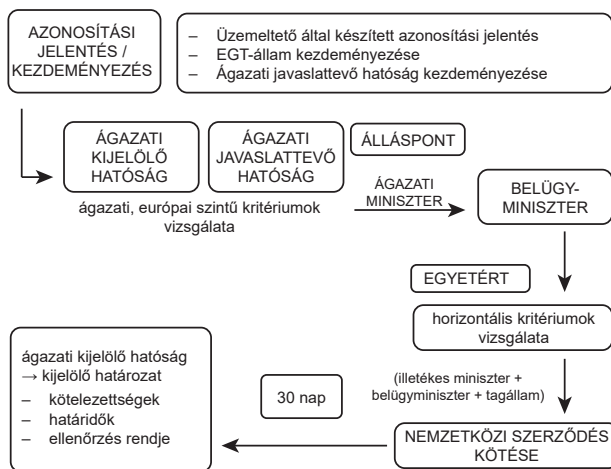 AZONOSÍTÁSI
JELENTÉS /
KEZDEMÉNYEZÉS
– Üzemeltető által készített azonosítási jelentés
– EGT-állam kezdeményezése
– Ágazati javaslattevő hatóság kezdeményezése
ÁGAZATI
KIJELÖLŐ
HATÓSÁG
ÁGAZATI
JAVASLATTEVŐ
HATÓSÁG
ÁLLÁSPONT
ágazati, európai szintű kritériumok
vizsgálata
ÁGAZATI
MINISZTER
BELÜGY-
MINISZTER
EGYETÉRT
horizontális kritériumok
vizsgálata
(illetékes miniszter +
belügyminiszter + tagállam)
NEMZETKÖZI SZERZŐDÉS
KÖTÉSE
30 nap
ágazati kijelölő hatóság
→ kijelölő határozat
– kötelezettségek
– határidők
– ellenőrzés rendje